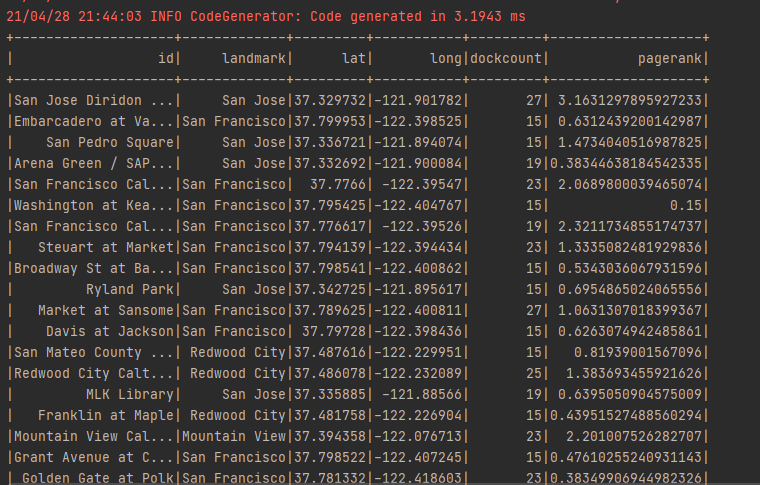 21/04/28 21:44:03 INFO CodeGenerator: Code generated in 3.1943 ms
+--------------------+-------------+---------+-----------+---------+-------------------+
|                  id|     landmark|      lat|       long|dockcount|           pagerank|
+--------------------+-------------+---------+-----------+---------+-------------------+
|San Jose Diridon ...|     San Jose|37.329732|-121.901782|       27| 3.1631297895927233|
|Embarcadero at Va...|San Francisco|37.799953|-122.398525|       15| 0.6312439200142987|
|    San Pedro Square|     San Jose|37.336721|-121.894074|       15| 1.4734040516987825|
|Arena Green / SAP...|     San Jose|37.332692|-121.900084|       19|0.383446381845542335|
|San Francisco Cal...|San Francisco|  37.7766| -122.39547|       23| 2.0689800039465074|
|Washington at Kea...|San Francisco|37.795425|-122.404767|       15|               0.15|
|San Francisco Cal...|San Francisco|37.776617| -122.39526|       19| 2.3211734855174737|
|   Steuart at Market|San Francisco|37.794139|-122.394434|       23| 1.3335082481929836|
|Broadway St at Ba...|San Francisco|37.798541|-122.400862|       15| 0.5343036067931596|
|         Ryland Park|     San Jose|37.342725|-121.895617|       15| 0.6954865024065556|
|   Market at Sansome|San Francisco|37.789625|-122.400811|       27| 1.0631307018399367|
|    Davis at Jackson|San Francisco| 37.79728|-122.398436|       15| 0.6263074942485861|
|San Mateo County ...| Redwood City|37.487616|-122.229951|       15|   0.81939001567096|
|Redwood City Calt...| Redwood City|37.486078|-122.232089|       25|  1.383693455921626|
|         MLK Library|     San Jose|37.335885| -121.88566|       19| 0.6395050904575009|
|   Franklin at Maple| Redwood City|37.481758|-122.226904|       15|0.43951527488560294|
|Mountain View Cal...|Mountain View|37.394358|-122.076713|       23|  2.201007526282707|
|Grant Avenue at C...|San Francisco|37.798522|-122.407245|       15|0.47610255240931143|
| Golden Gate at Polk|San Francisco|37.781332|-122.418603|       23|0.38349906944982326|